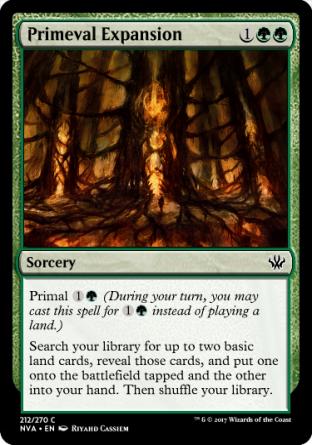 Primeval Expansion 1
Sorcery
Primal 1 (During your turn, you may
cast this spell for 1 instead of playing a
land.)
Search your library for up to two basic
land cards, reveal those cards, and put one
onto the battlefield tapped and the other
into your hand. Then shuffle your library.
212/270 C
NVA • EN RIYAHD CASSIEM
™ & © 2017 Wizards of the Coast